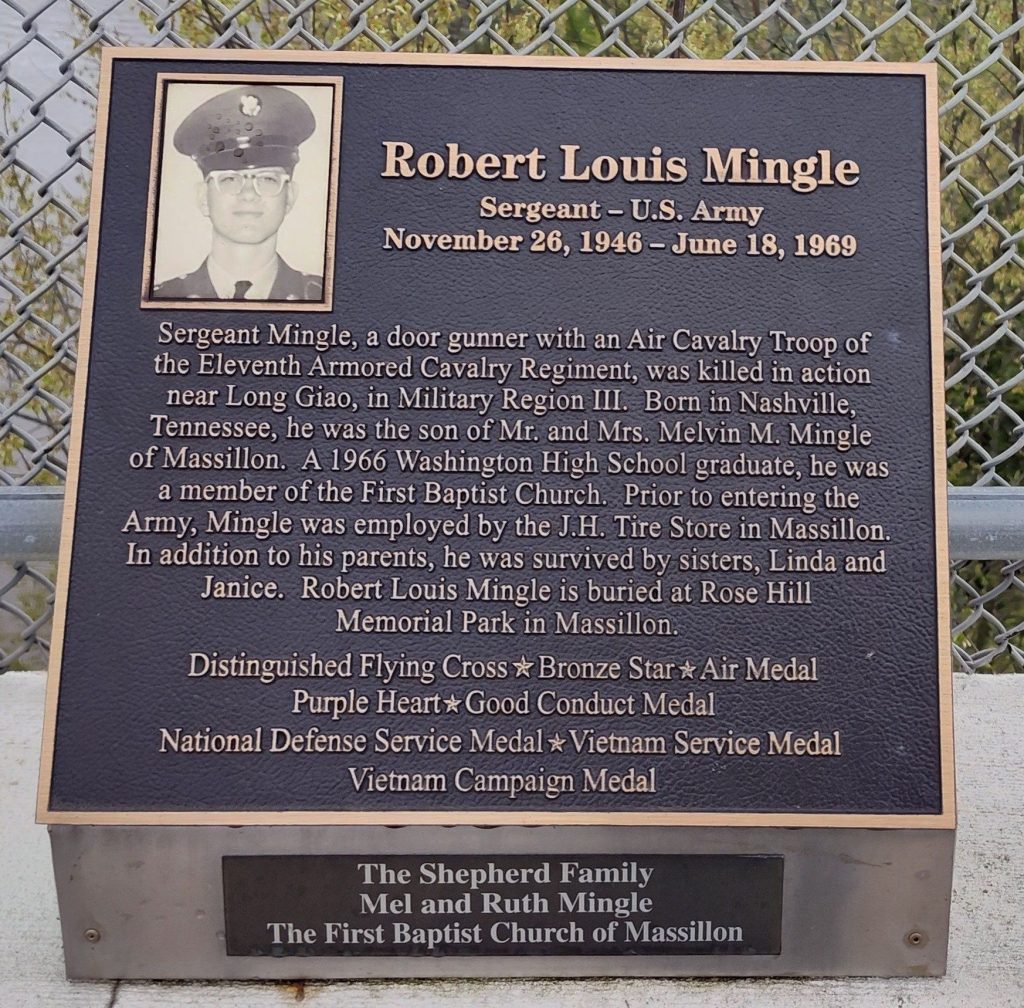 Robert Louis Mingle
Sergeant – U.S. Army
November 26, 1946 – June 18, 1969
Sergeant Mingle, a door gunner with an Air Cavalry Troop of
the Eleventh Armored Cavalry Regiment, was killed in action
near Long Giao, in Military Region III. Born in Nashville,
Tennessee, he was the son of Mr. and Mrs. Melvin M. Mingle
of Massillon. A 1966 Washington High School graduate, he was
a member of the First Baptist Church. Prior to entering the
Army, Mingle was employed by the J.H. Tire Store in Massillon.
In addition to his parents, he was survived by sisters, Linda and
Janice. Robert Louis Mingle is buried at Rose Hill
Memorial Park in Massillon.
Distinguished Flying Cross ★ Bronze Star ★ Air Medal
Purple Heart ★ Good Conduct Medal
National Defense Service Medal ★ Vietnam Service Medal
Vietnam Campaign Medal
The Shepherd Family
Mel and Ruth Mingle
The First Baptist Church of Massillon